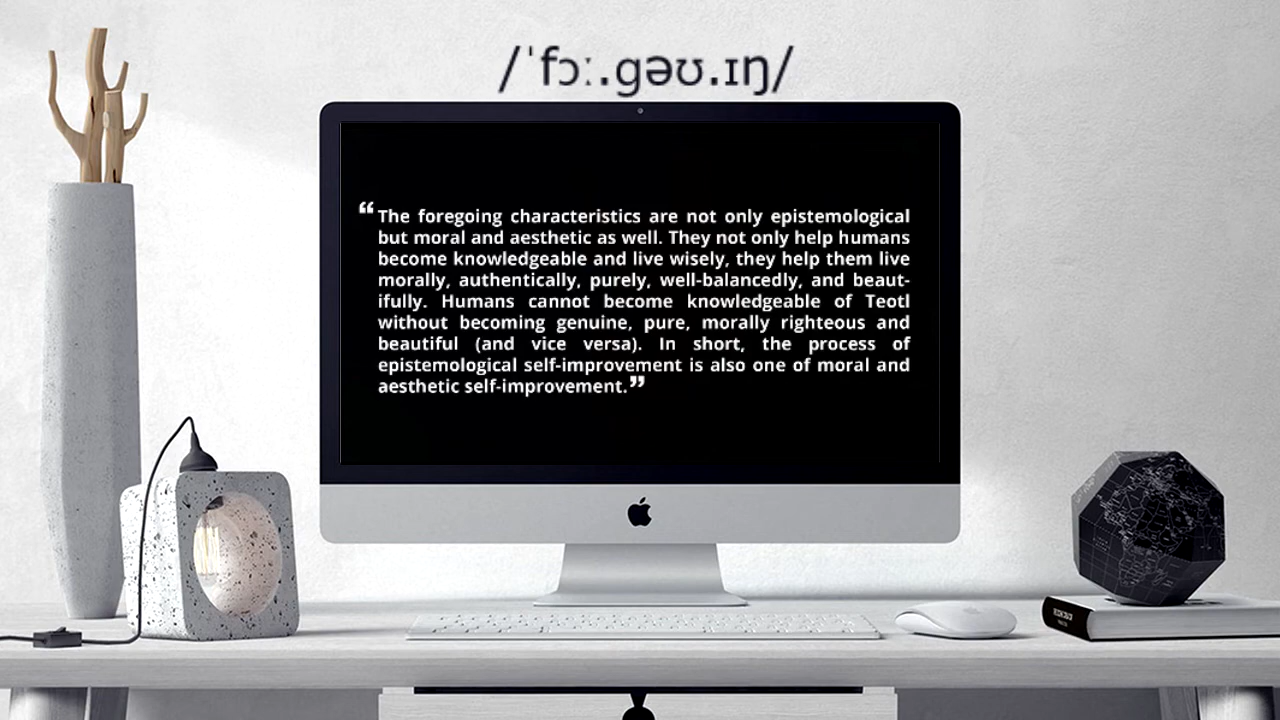 /ˈfɔː.ɡəʊ.ɪŋ/
“The foregoing characteristics are not only epistemological
but moral and aesthetic as well. They not only help humans
become knowledgeable and live wisely, they help them live
morally, authentically, purely, well-balancedly, and beaut-
ifully. Humans cannot become knowledgeable of Teotl
without becoming genuine, pure, morally righteous and
beautiful (and vice versa). In short, the process of
epistemological self-improvement is also one of moral and
aesthetic self-improvement.”